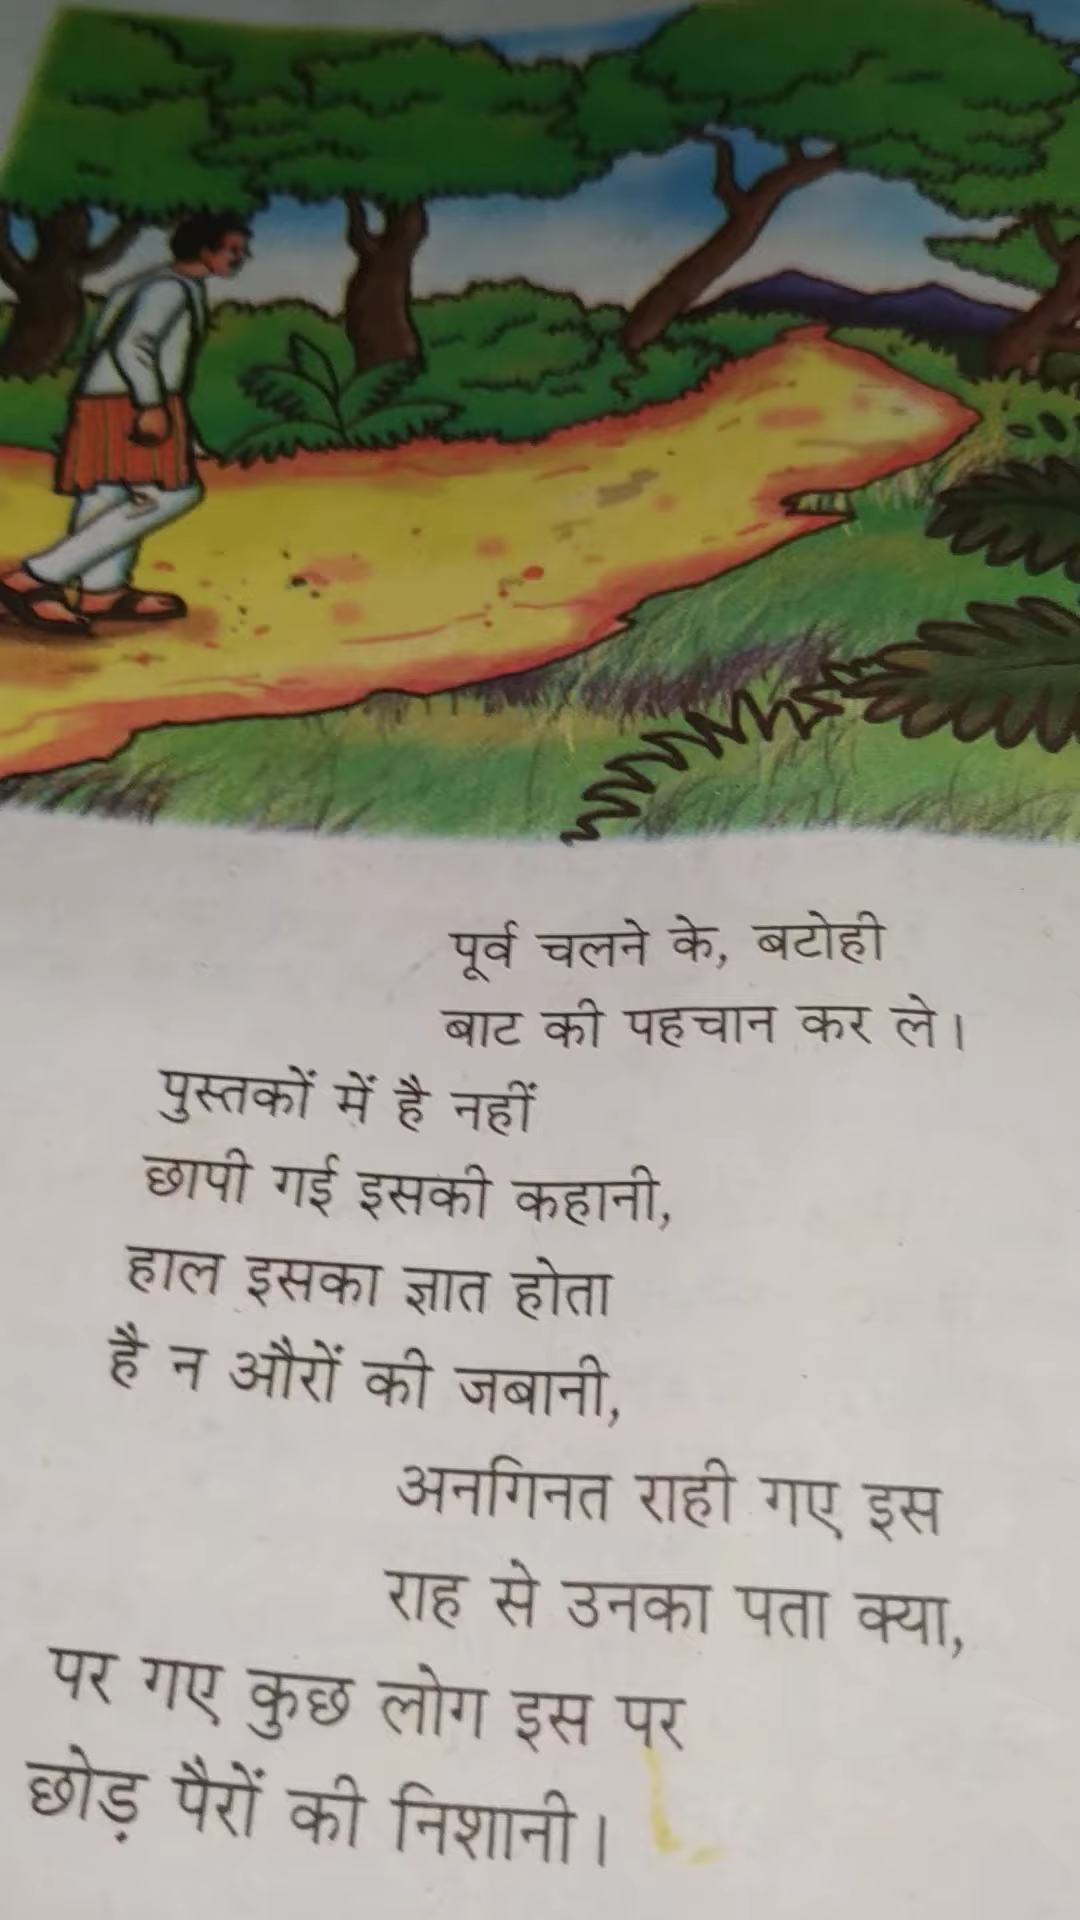 पूर्व चलने के, बटोही
बाट की पहचान कर ले।
पुस्तकों में है नहीं
छापी गई इसकी कहानी,
हाल इसका ज्ञात होता
है न औरों की जबानी,
अनगिनत राही गए इस
राह से उनका पता क्या,
पर गए कुछ लोग इस पर
छोड़ पैरों की निशानी।